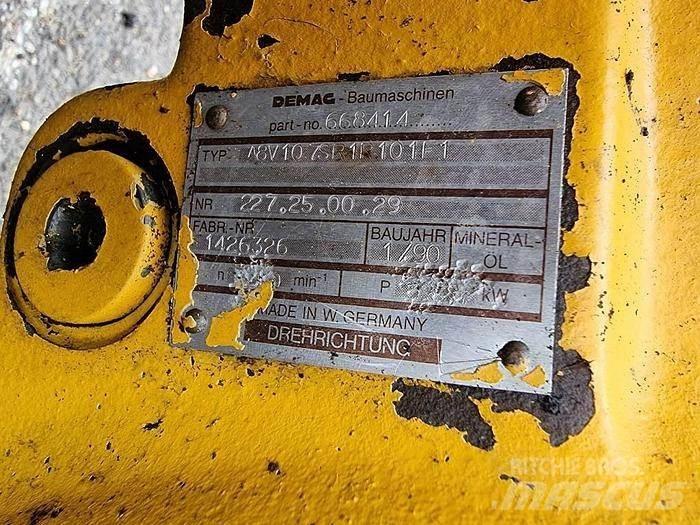 DEMAG - Baumaschinen
part-no. 668414
TYP A8V107SR1R101F1
NR 227.25.00.29
FABR.-NR. BAUJAHR MINERAL-
1426326 1/90 ÖL
n min⁻¹ P kW
MADE IN W. GERMANY
DREHRICHTUNG
RITCHIE BROS.
mascus